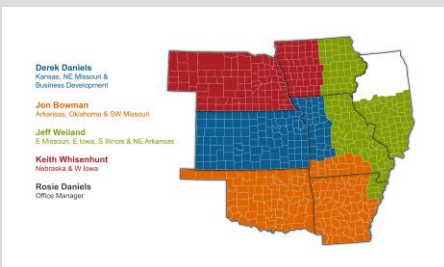 Derek Daniels
Kansas, NE Missouri &
Business Development
Jon Bowman
Arkansas, Oklahoma & SW Missouri
Jeff Weiland
E Missouri, E Iowa, S Illinois & NE Arkansas
Keith Whisenhunt
Nebraska & W Iowa
Rosie Daniels
Office Manager